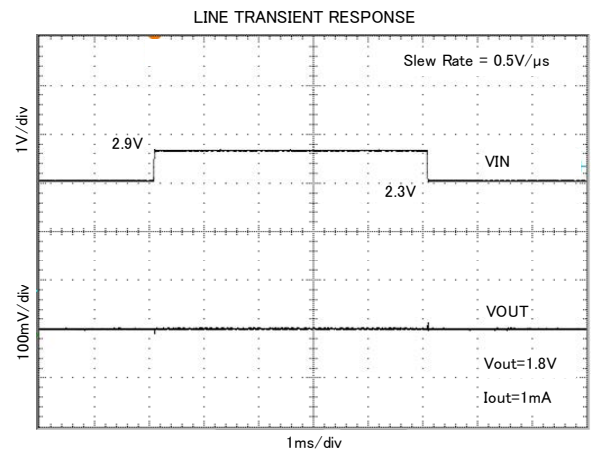 LINE TRANSIENT RESPONSE
Slew Rate = 0.5V/μs
1V/div
2.9V
VIN
2.3V
100mV/div
VOUT
Vout=1.8V
Iout=1mA
1ms/div